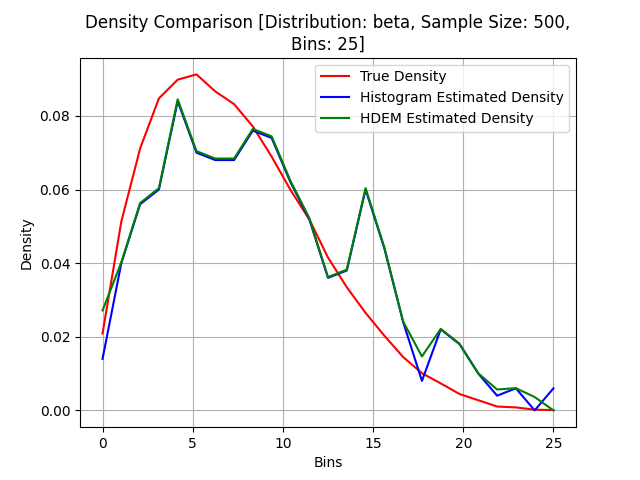 Density Comparison [Distribution: beta, Sample Size: 500,
Bins: 25]
True Density
Histogram Estimated Density
HDEM Estimated Density
Density
0.08
0.06
0.04
0.02
0.00
0 5 10 15 20 25
Bins